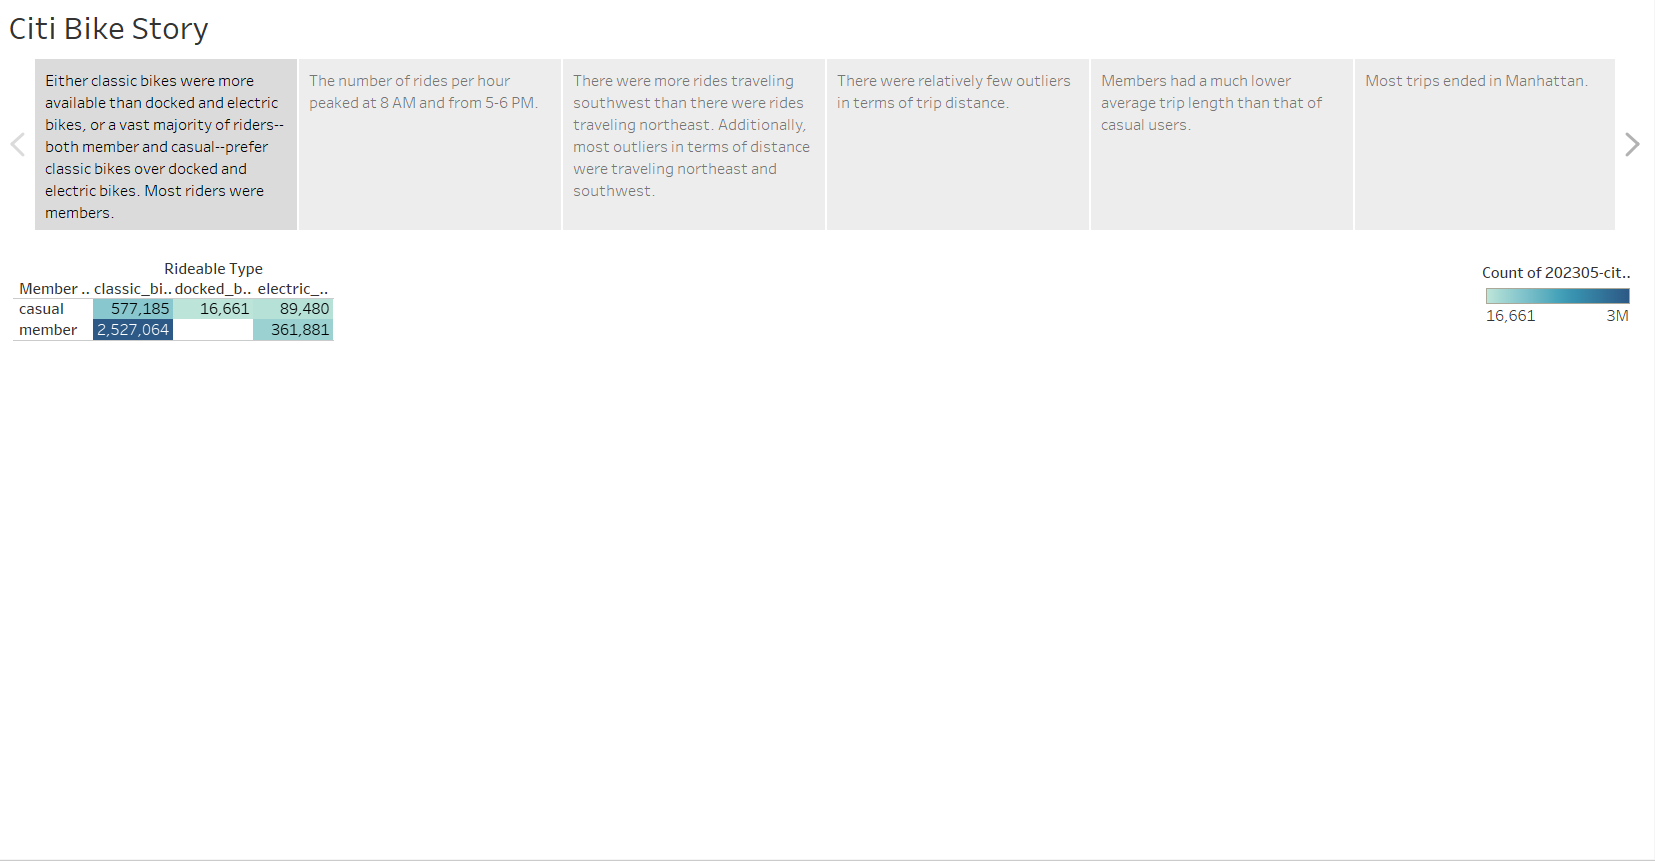 Citi Bike Story
Either classic bikes were more
available than docked and electric
bikes, or a vast majority of riders--
both member and casual--prefer
classic bikes over docked and
electric bikes. Most riders were
members.
The number of rides per hour
peaked at 8 AM and from 5-6 PM.
There were more rides traveling
southwest than there were rides
traveling northeast. Additionally,
most outliers in terms of distance
were traveling northeast and
southwest.
There were relatively few outliers
in terms of trip distance.
Members had a much lower
average trip length than that of
casual users.
Most trips ended in Manhattan.
Rideable Type
Member .. classic_bi.. docked_b.. electric_..
casual 577,185 16,661 89,480
member 2,527,064 361,881
Count of 202305-cit..
16,661 3M